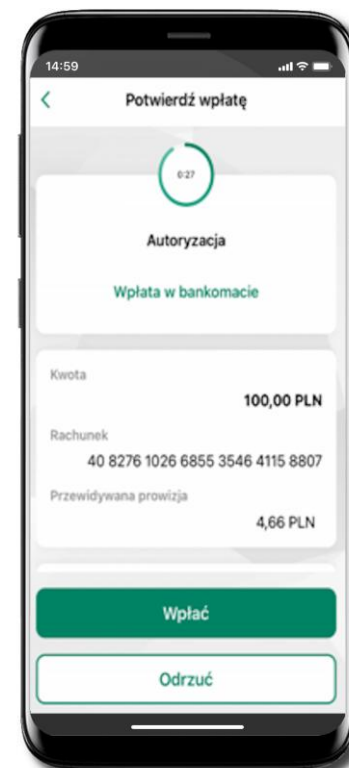 14:59
Potwierdź wpłatę
0:27
Autoryzacja
Wpłata w bankomacie
Kwota
100,00 PLN
Rachunek
40 8276 1026 6855 3546 4115 8807
Przewidywana prowizja
4,66 PLN
Wpłać
Odrzuć